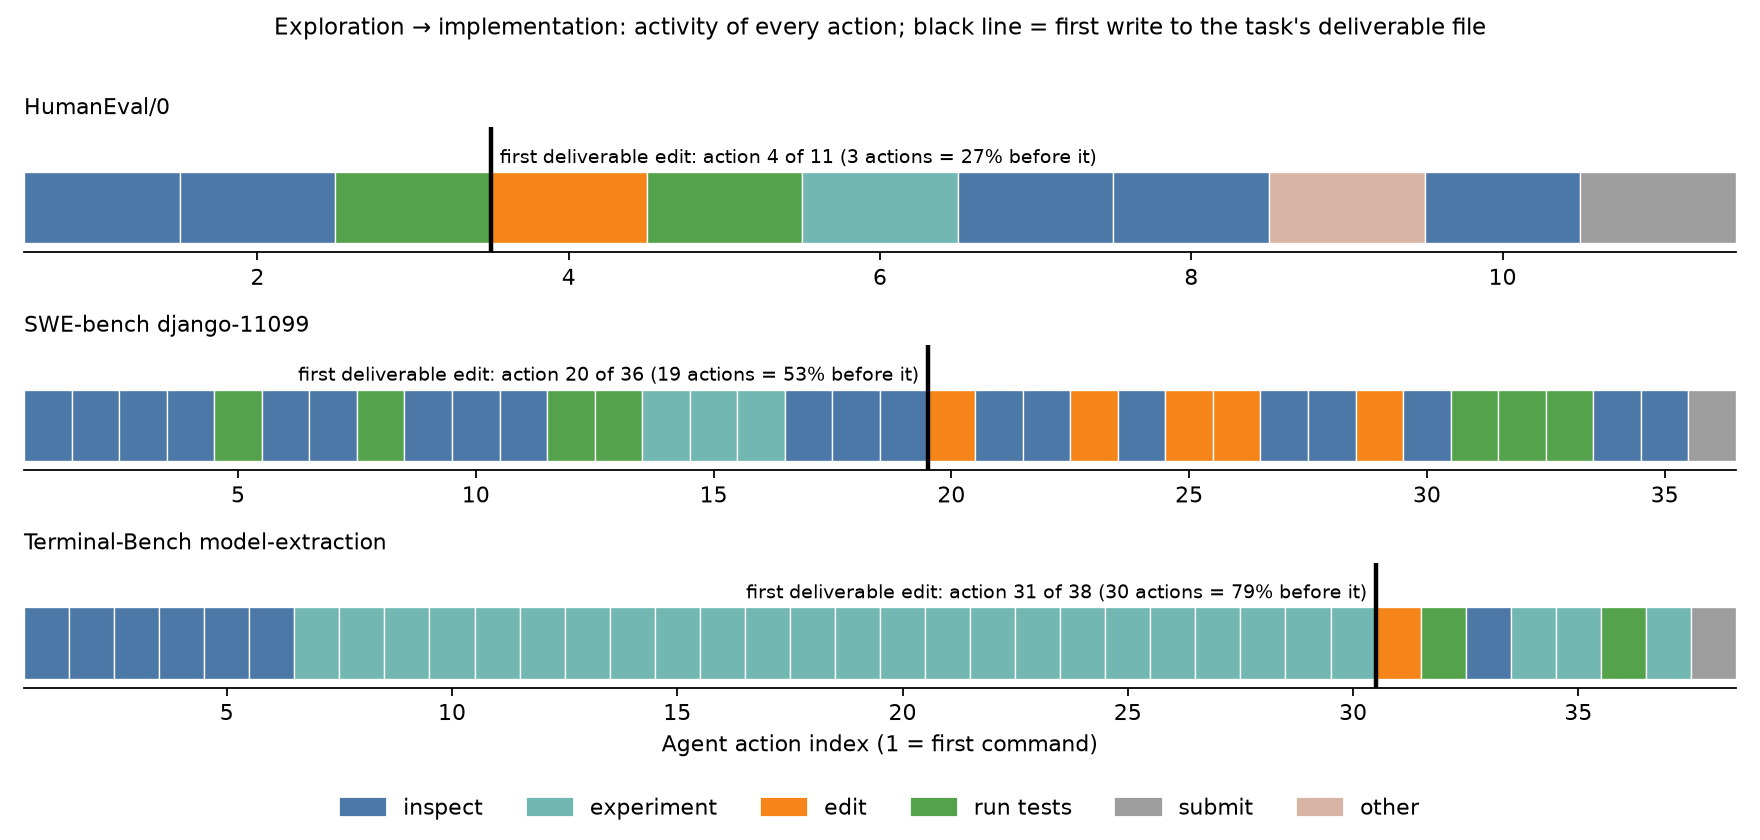 Exploration → implementation: activity of every action; black line = first write to the task's deliverable file
HumanEval/0
first deliverable edit: action 4 of 11 (3 actions = 27% before it)
2 4 6 8 10
SWE-bench django-11099
first deliverable edit: action 20 of 36 (19 actions = 53% before it)
5 10 15 20 25 30 35
Terminal-Bench model-extraction
first deliverable edit: action 31 of 38 (30 actions = 79% before it)
5 10 15 20 25 30 35
Agent action index (1 = first command)
inspect experiment edit run tests submit other